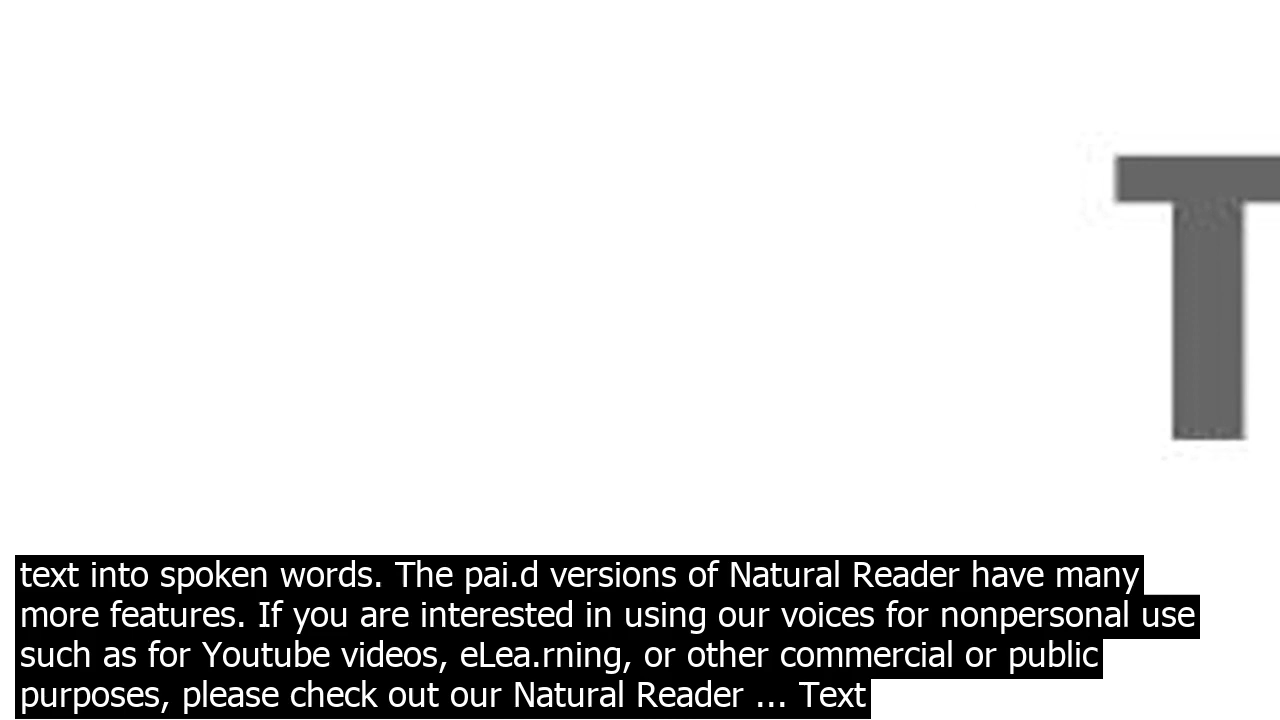 T
text into spoken words. The pai.d versions of Natural Reader have many
more features. If you are interested in using our voices for nonpersonal use
such as for Youtube videos, eLea.rning, or other commercial or public
purposes, please check out our Natural Reader ... Text